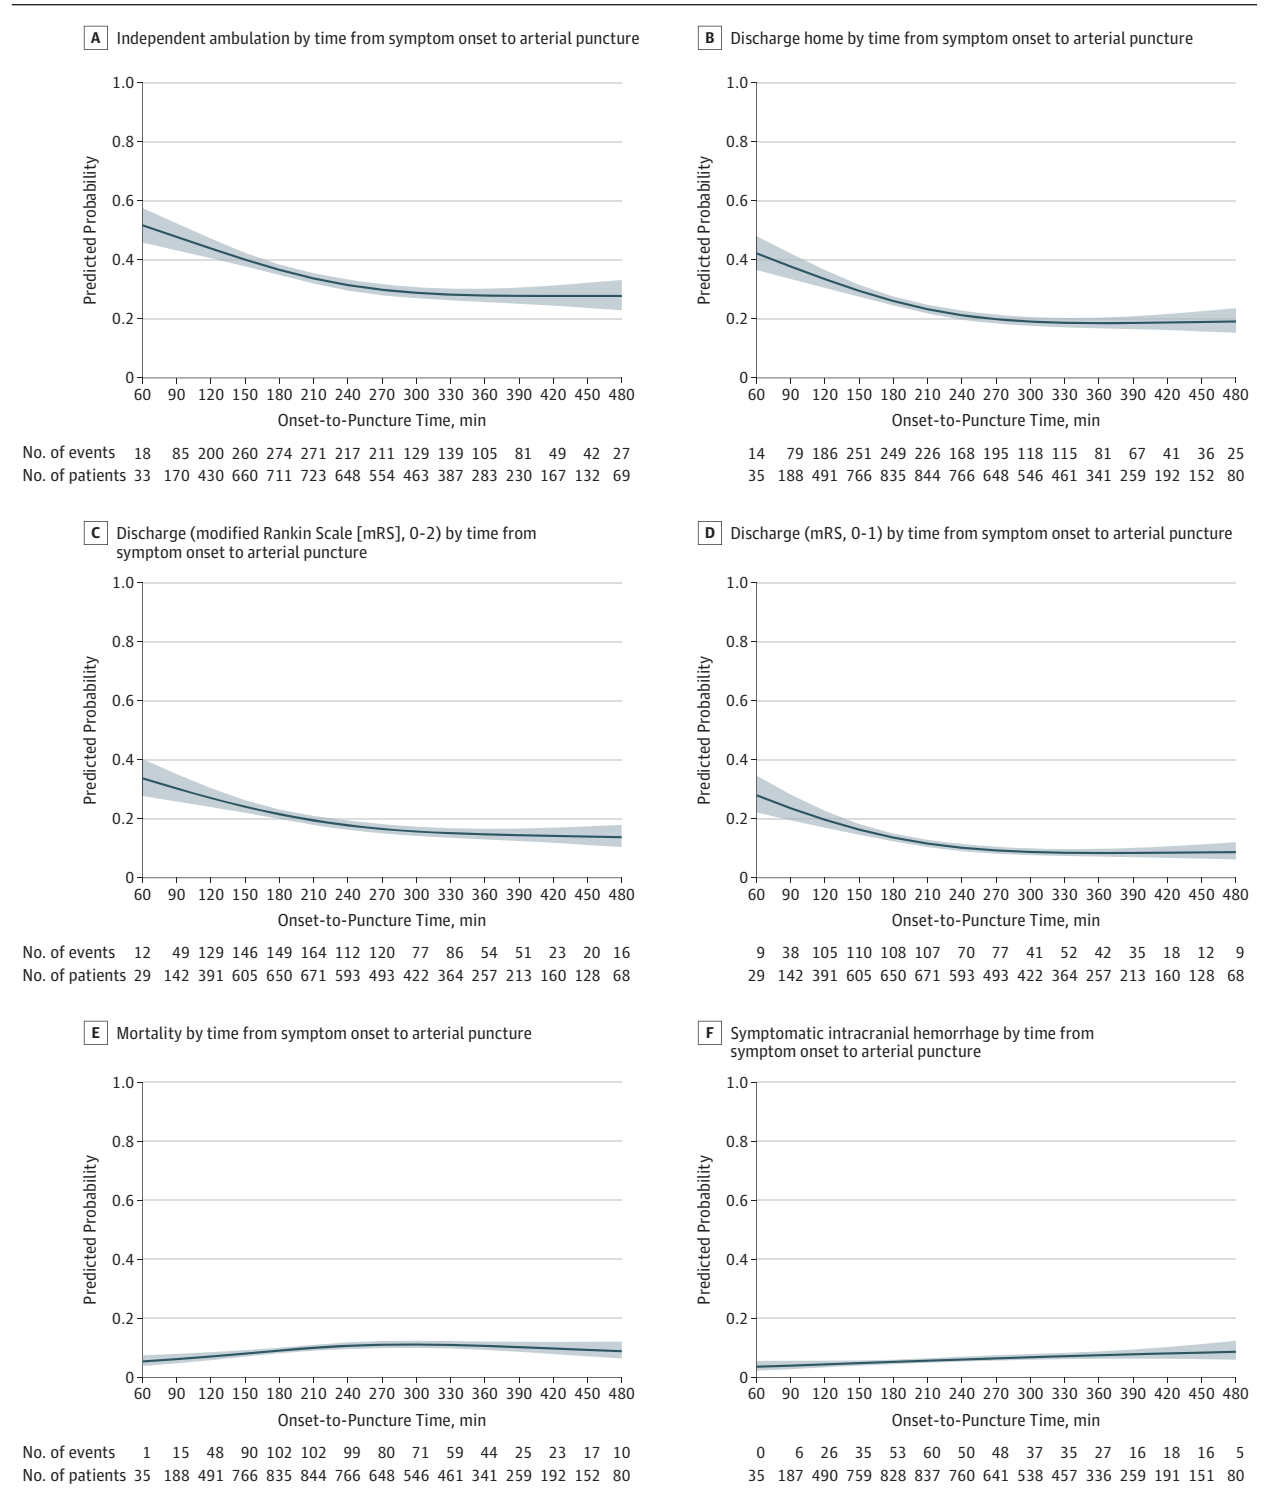 A Independent ambulation by time from symptom onset to arterial puncture
1.0
0.8
0.6
0.4
0.2
0
Predicted Probability
60 90 120 150 180 210 240 270 300 330 360 390 420 450 480
Onset-to-Puncture Time, min
No. of events 18 85 200 260 274 271 217 211 129 139 105 81 49 42 27
No. of patients 33 170 430 660 711 723 648 554 463 387 283 230 167 132 69
B Discharge home by time from symptom onset to arterial puncture
1.0
0.8
0.6
0.4
0.2
0
Predicted Probability
60 90 120 150 180 210 240 270 300 330 360 390 420 450 480
Onset-to-Puncture Time, min
14 79 186 251 249 226 168 195 118 115 81 67 41 36 25
35 188 491 766 835 844 766 648 546 461 341 259 192 152 80
C Discharge (modified Rankin Scale [mRS], 0-2) by time from
symptom onset to arterial puncture
1.0
0.8
0.6
0.4
0.2
0
Predicted Probability
60 90 120 150 180 210 240 270 300 330 360 390 420 450 480
Onset-to-Puncture Time, min
No. of events 12 49 129 146 149 164 112 120 77 86 54 51 23 20 16
No. of patients 29 142 391 605 650 671 593 493 422 364 257 213 160 128 68
D Discharge (mRS, 0-1) by time from symptom onset to arterial puncture
1.0
0.8
0.6
0.4
0.2
0
Predicted Probability
60 90 120 150 180 210 240 270 300 330 360 390 420 450 480
Onset-to-Puncture Time, min
9 38 105 110 108 107 70 77 41 52 42 35 18 12 9
29 142 391 605 650 671 593 493 422 364 257 213 160 128 68
E Mortality by time from symptom onset to arterial puncture
1.0
0.8
0.6
0.4
0.2
0
Predicted Probability
60 90 120 150 180 210 240 270 300 330 360 390 420 450 480
Onset-to-Puncture Time, min
No. of events 1 15 48 90 102 102 99 80 71 59 44 25 23 17 10
No. of patients 35 188 491 766 835 844 766 648 546 461 341 259 192 152 80
F Symptomatic intracranial hemorrhage by time from
symptom onset to arterial puncture
1.0
0.8
0.6
0.4
0.2
0
Predicted Probability
60 90 120 150 180 210 240 270 300 330 360 390 420 450 480
Onset-to-Puncture Time, min
0 6 26 35 53 60 50 48 37 35 27 16 18 16 5
35 187 490 759 828 837 760 641 538 457 336 259 191 151 80